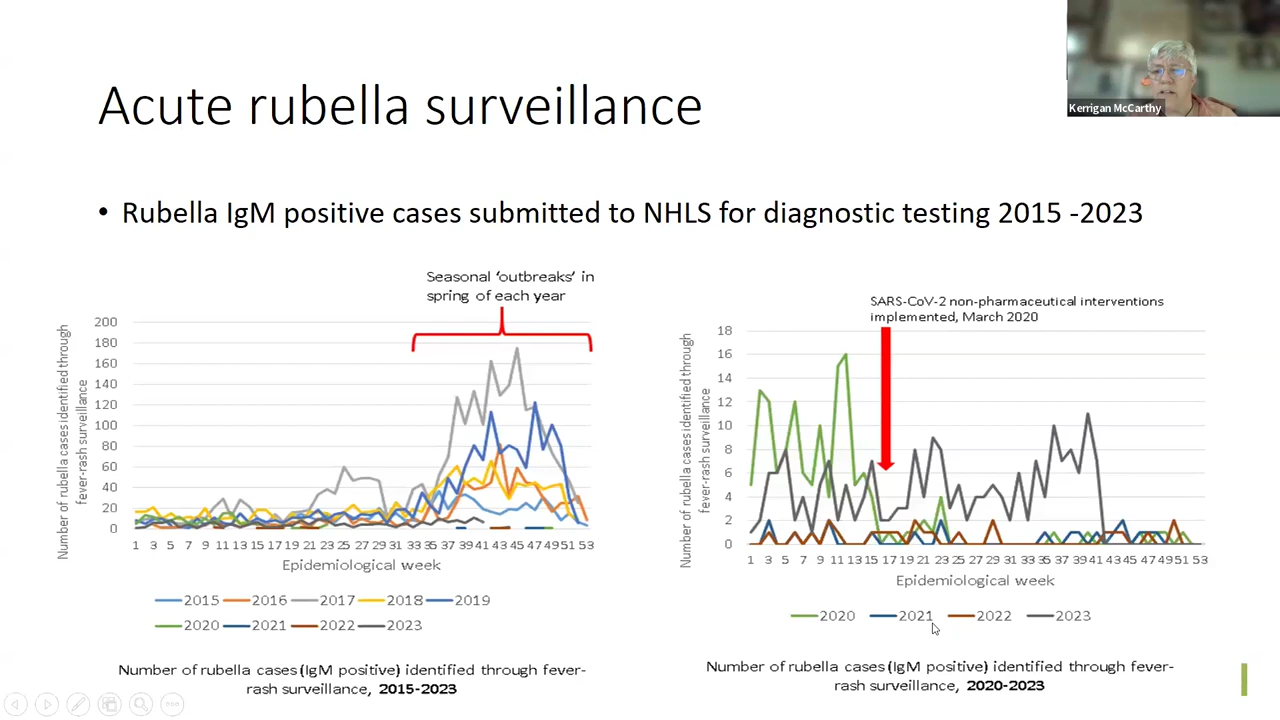 Kerrigan McCarthy
Acute rubella surveillance
• Rubella IgM positive cases submitted to NHLS for diagnostic testing 2015 -2023
Seasonal ‘outbreaks’ in
spring of each year
Number of rubella cases identified through
fever-rash surveillance
200
180
160
140
120
100
80
60
40
20
0
1 3 5 7 9 11 13 15 17 19 21 23 25 27 29 31 33 35 37 39 41 43 45 47 49 51 53
Epidemiological week
2015 2016 2017 2018 2019
2020 2021 2022 2023
Number of rubella cases (IgM positive) identified through fever-
rash surveillance, 2015-2023
SARS-CoV-2 non-pharmaceutical interventions
implemented, March 2020
Number of rubella cases identified through
fever-rash surveillance
18
16
14
12
10
8
6
4
2
0
1 3 5 7 9 11 13 15 17 19 21 23 25 27 29 31 33 35 37 39 41 43 45 47 49 51 53
Epidemiological week
2020 2021 2022 2023
Number of rubella cases (IgM positive) identified through fever-
rash surveillance, 2020-2023